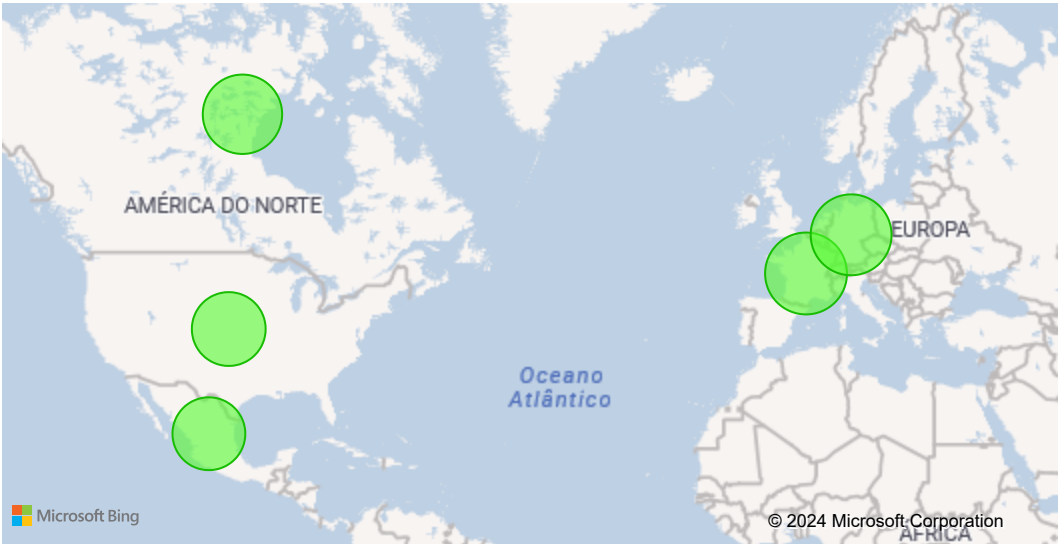 AMÉRICA DO NORTE
EUROPA
Oceano
Atlântico
Microsoft Bing
© 2024 Microsoft Corporation
ÁFRICA